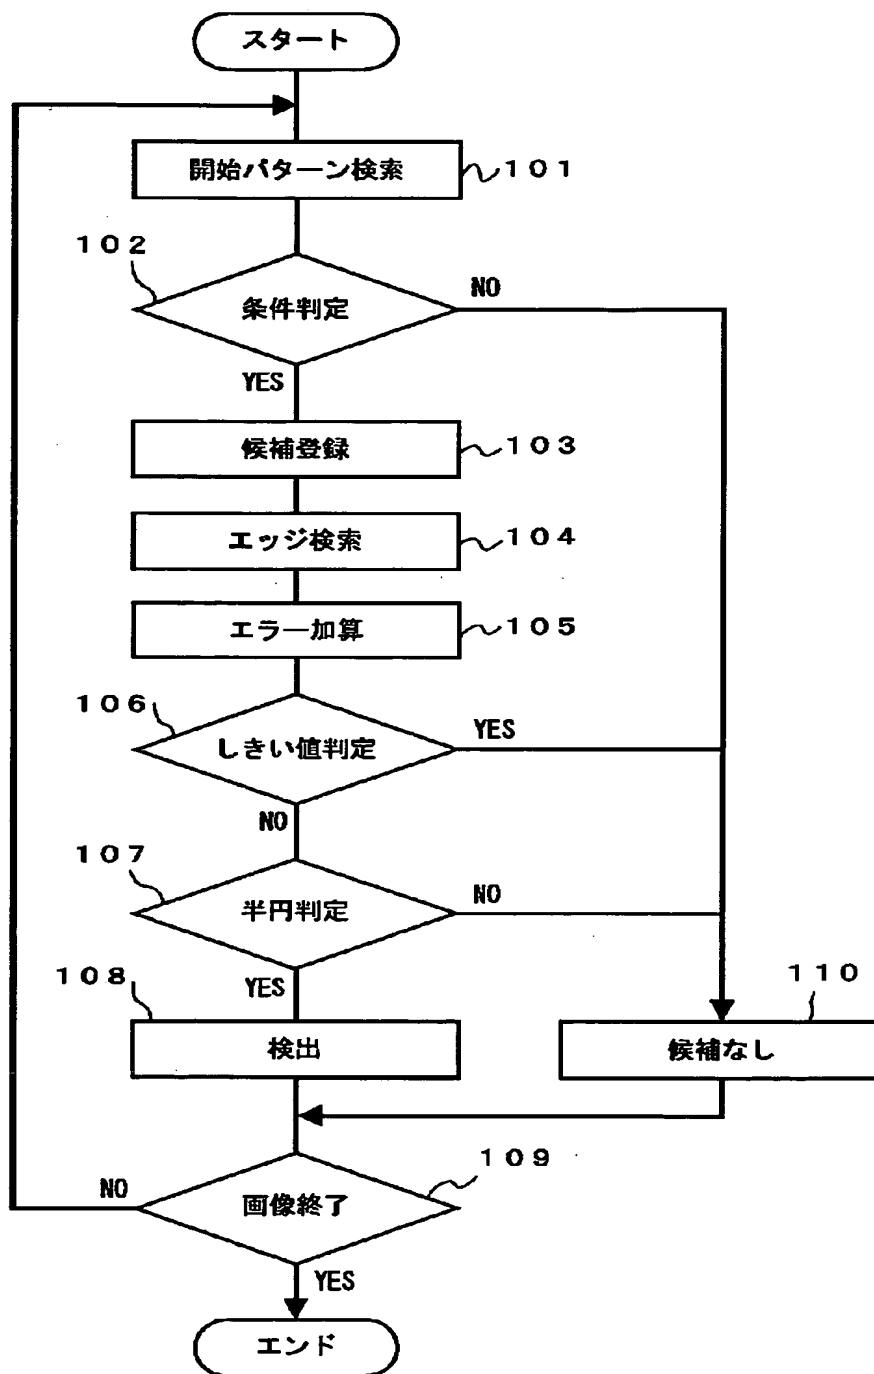 スタート
開始パターン検索 101
102
条件判定
NO
YES
候補登録 103
エッジ検索 104
エラー加算 105
106
しきい値判定
YES
NO
107
半円判定
NO
YES
108
検出
110
候補なし
109
画像終了
NO
YES
エンド